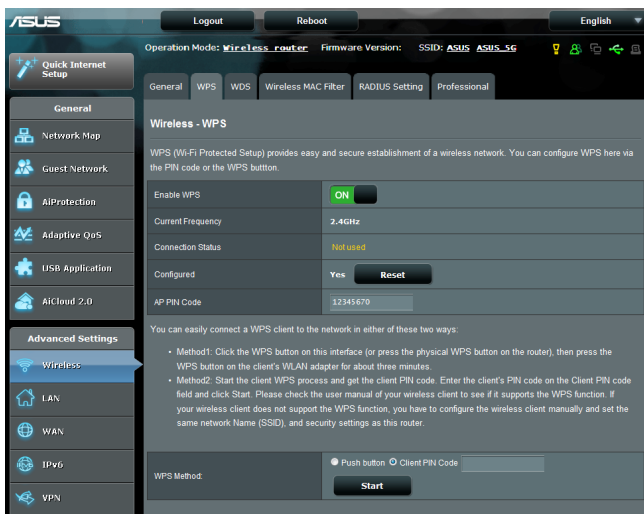 ASUS
Logout
Reboot
English
Operation Mode: Wireless router Firmware Version: SSID: ASUS ASUS_5G
Quick Internet
Setup
General
Network Map
Guest Network
AiProtection
Adaptive QoS
USB Application
AiCloud 2.0
Advanced Settings
Wireless
LAN
WAN
IPv6
VPN
General WPS WDS Wireless MAC Filter RADIUS Setting Professional
Wireless - WPS
WPS (Wi-Fi Protected Setup) provides easy and secure establishment of a wireless network. You can configure WPS here via
the PIN code or the WPS buttton.
Enable WPS ON
Current Frequency 2.4GHz
Connection Status Not used
Configured Yes Reset
AP PIN Code 12345670
You can easily connect a WPS client to the network in either of these two ways:
• Method1: Click the WPS button on this interface (or press the physical WPS button on the router), then press the
WPS button on the client's WLAN adapter for about three minutes.
• Method2: Start the client WPS process and get the client PIN code. Enter the client's PIN code on the Client PIN code
field and click Start. Please check the user manual of your wireless client to see if it supports the WPS function. If
your wireless client does not support the WPS function, you have to configure the wireless client manually and set the
same network Name (SSID), and security settings as this router.
WPS Method: Push button Client PIN Code
Start